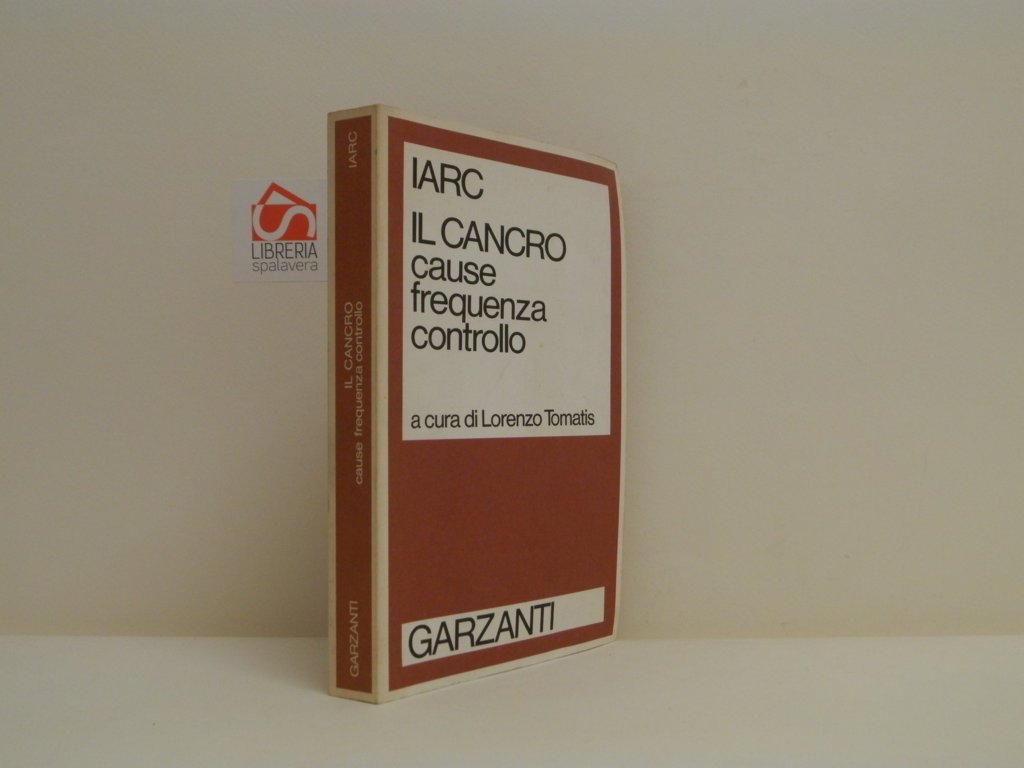 IARC
IL CANCRO
cause
frequenza
controllo
a cura di Lorenzo Tomatis
GARZANTI
IARC
IL CANCRO
cause frequenza controllo
GARZANTI
LIBRERIA
spalavera